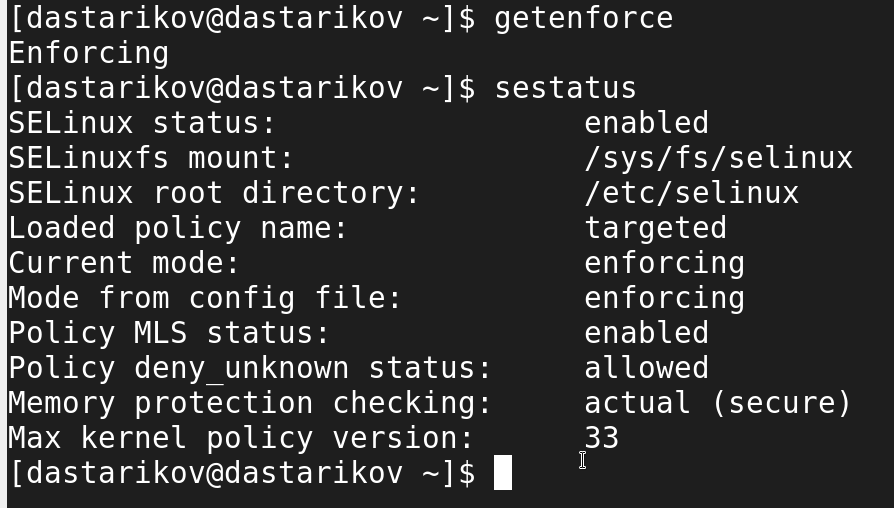 [dastarikov@dastarikov ~]$ getenforce
Enforcing
[dastarikov@dastarikov ~]$ sestatus
SELinux status:                 enabled
SELinuxfs mount:                /sys/fs/selinux
SELinux root directory:         /etc/selinux
Loaded policy name:             targeted
Current mode:                   enforcing
Mode from config file:          enforcing
Policy MLS status:              enabled
Policy deny_unknown status:     allowed
Memory protection checking:     actual (secure)
Max kernel policy version:      33
[dastarikov@dastarikov ~]$